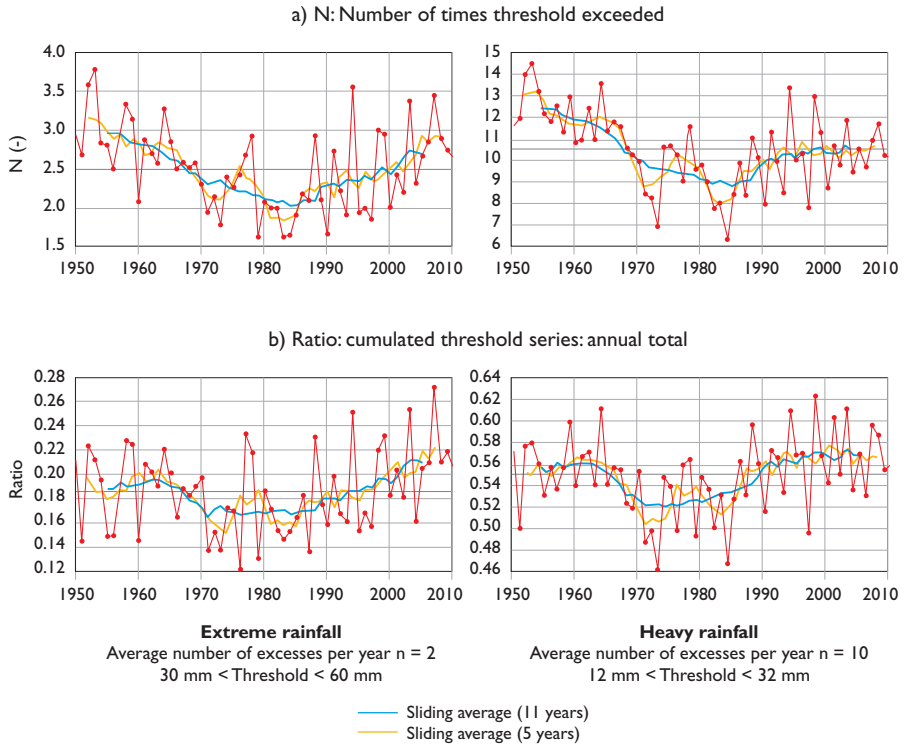 a) N: Number of times threshold exceeded
N (-)
4.0
3.5
3.0
2.5
2.0
1.5
1950 1960 1970 1980 1990 2000 2010
15
14
13
12
11
10
9
8
7
6
1950 1960 1970 1980 1990 2000 2010
b) Ratio: cumulated threshold series: annual total
Ratio
0.28
0.24
0.22
0.20
0.18
0.16
0.14
0.12
1950 1960 1970 1980 1990 2000 2010
0.64
0.60
0.58
0.56
0.54
0.52
0.50
0.48
0.46
1950 1960 1970 1980 1990 2000 2010
Extreme rainfall
Average number of excesses per year n = 2
30 mm < Threshold < 60 mm
Heavy rainfall
Average number of excesses per year n = 10
12 mm < Threshold < 32 mm
Sliding average (11 years)
Sliding average (5 years)